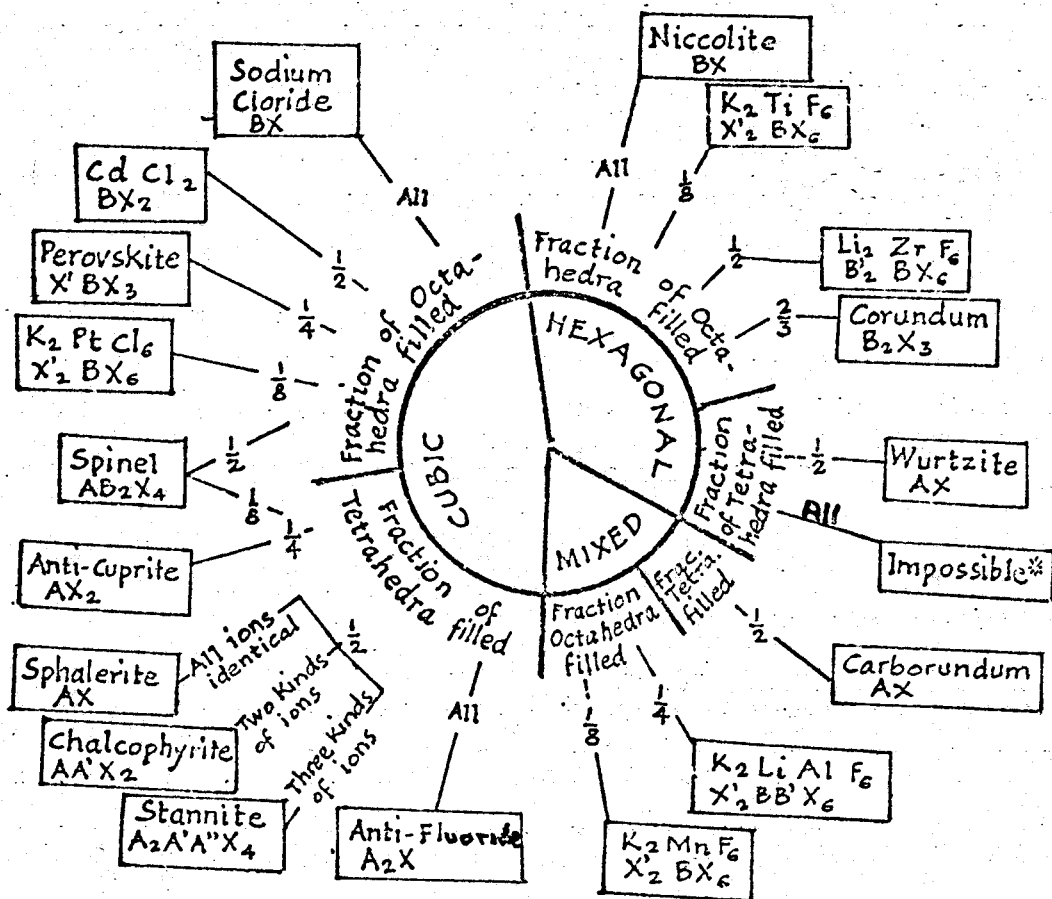 Niccolite
BX
All
K₂ Ti F₆
X'₂ BX₆
1/8
Li₂ Zr F₆
B'₂ BX₆
1/2
Corundum
B₂X₃
2/3
Fraction
hedra
of Octa-
filled
HEXAGONAL
Fraction
of Tetra-
hedra filled
1/2
Wurtzite
AX
All
Impossible*
MIXED
Frac.
Tetra.
filled
1/2
Carborundum
AX
Fraction
Octahedra
filled
1/4
K₂ Li Al F₆
X'₂ BB' X₆
1/8
K₂ Mn F₆
X'₂ BX₆
CUBIC
Fraction of Octa-
hedra filled
Sodium
Cloride
BX
All
Cd Cl₂
BX₂
1/2
Perovskite
X' BX₃
1/4
K₂ Pt Cl₆
X'₂ BX₆
1/8
Spinel
AB₂X₄
1/2
1/8
Fraction of
Tetrahedra filled
Anti-Cuprite
AX₂
1/4
1/2
Sphalerite
AX
All ions
identical
Chalcophyrite
AA'X₂
Two Kinds
of ions
Stannite
A₂A'A"X₄
Three Kinds
of ions
All
Anti-Fluorite
A₂X